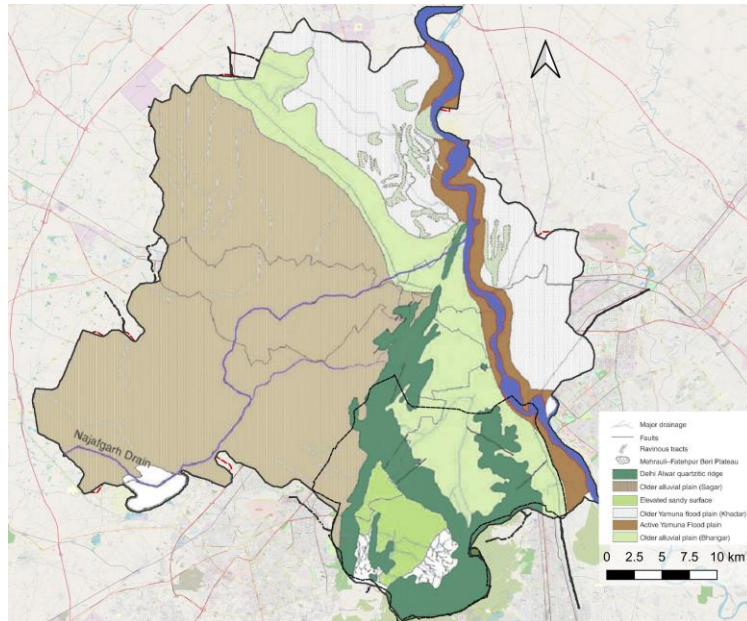 Najafgarh Drain
Major drainage
Faults
Ravinous tracts
Mehrauli-Fatehpur Beri Plateau
Delhi Alwar quartzitic ridge
Older alluvial plain (Sagar)
Elevated sandy surface
Older Yamuna flood plain (Khadar)
Active Yamuna Flood plain
Older alluvial plain (Bhangar)
0 2.5 5 7.5 10 km